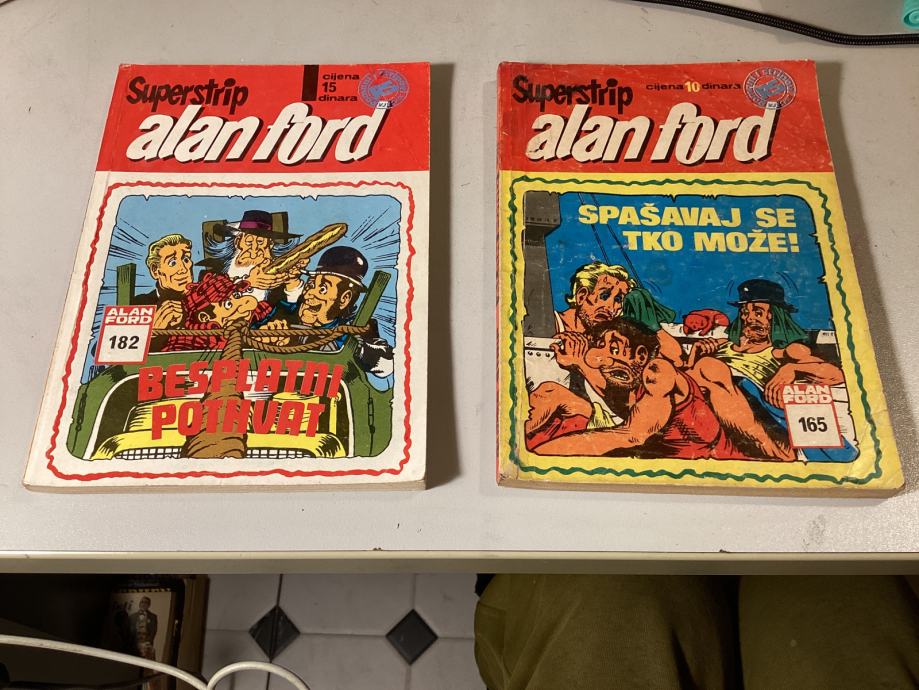 Superstrip
cijena
15
dinara
alan ford
ALAN
FORD
182
BESPLATNI
POTHVAT
Superstrip
cijena 10 dinara
alan ford
SPAŠAVAJ SE
TKO MOŽE!
ALAN
FORD
165